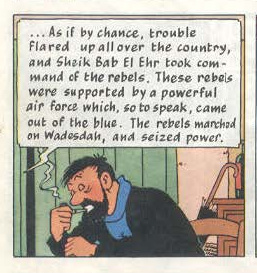 ...As if by chance, trouble
flared up all over the country,
and Sheik Bab El Ehr took com-
mand of the rebels. These rebels
were supported by a powerful
air force which, so to speak, came
out of the blue. The rebels marched
on Wadesdah, and seized power.